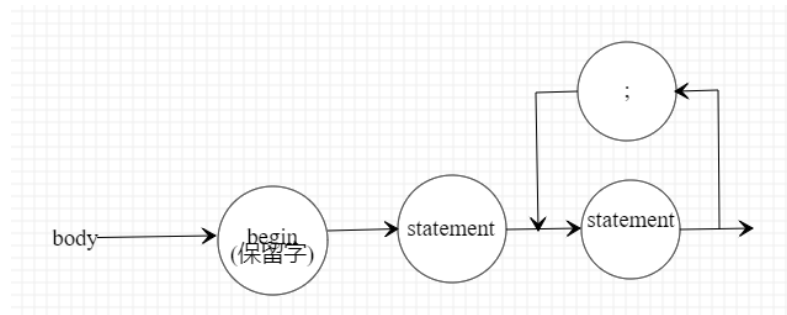 body
begin
(保留字)
statement
statement
;